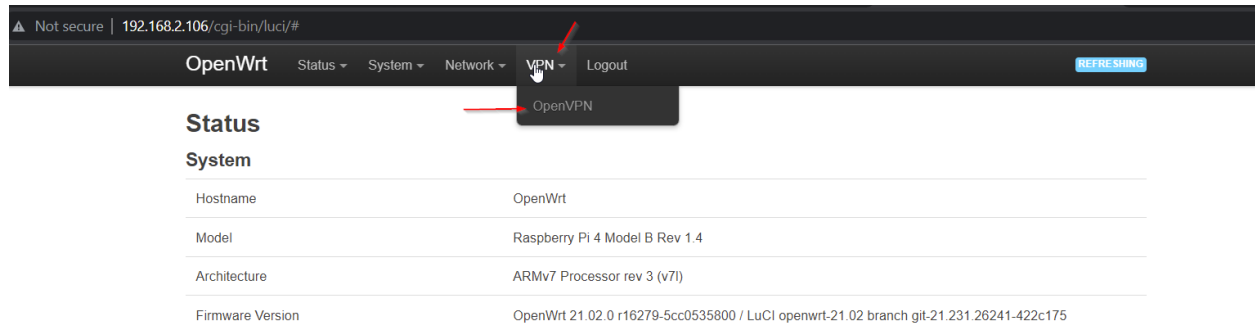 Not secure | 192.168.2.106/cgi-bin/luci/#
OpenWrt Status System Network VPN Logout REFRESHING
OpenVPN
Status
System
Hostname OpenWrt
Model Raspberry Pi 4 Model B Rev 1.4
Architecture ARMv7 Processor rev 3 (v7l)
Firmware Version OpenWrt 21.02.0 r16279-5cc0535800 / LuCI openwrt-21.02 branch git-21.231.26241-422c175